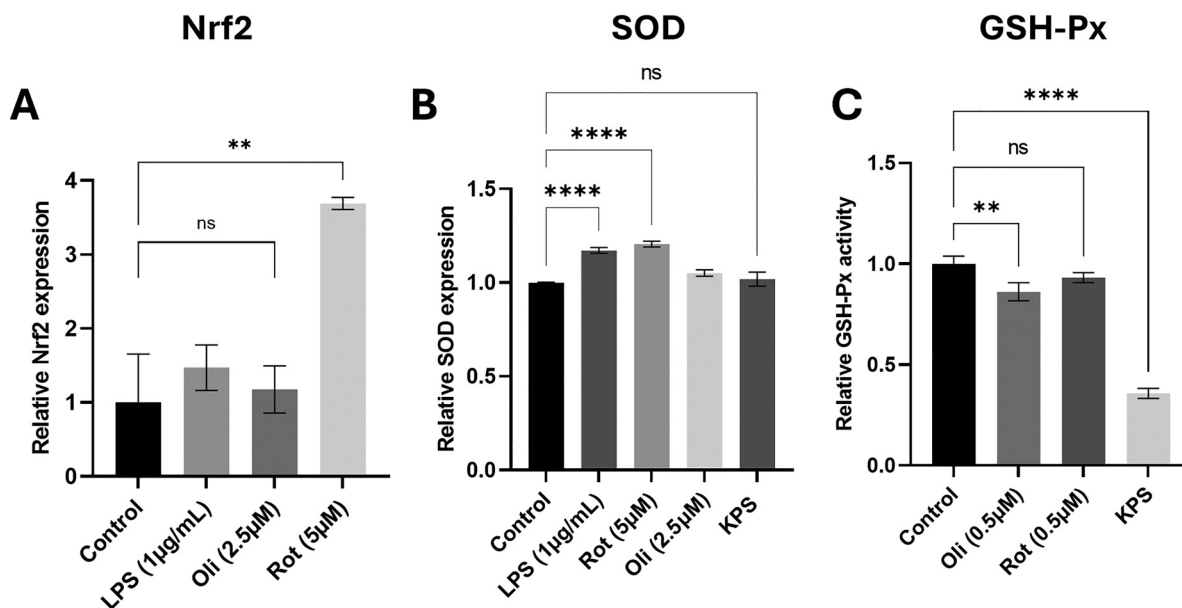 Nrf2
SOD
GSH-Px
A
**
ns
Relative Nrf2 expression
4
3
2
1
0
Control
LPS (1µg/mL)
Oli (2.5µM)
Rot (5µM)
B
ns
****
****
Relative SOD expression
1.5
1.0
0.5
0.0
Control
LPS (1µg/mL)
Rot (5µM)
Oli (2.5µM)
KPS
C
****
ns
**
Relative GSH-Px activity
1.5
1.0
0.5
0.0
Control
Oli (0.5µM)
Rot (0.5µM)
KPS